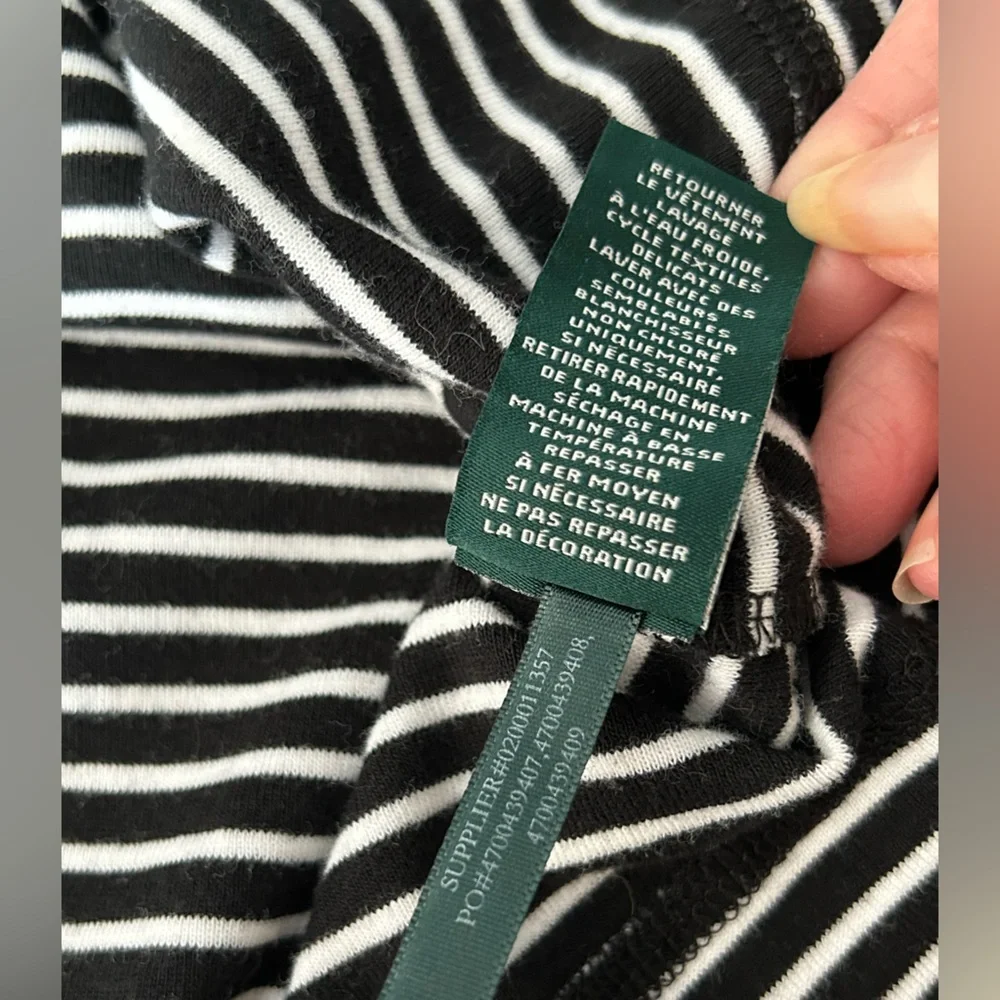 RETOURNER
LE VÊTEMENT
LAVAGE
À L'EAU FROIDE,
CYCLE TEXTILES
DELICATS
LAVER AVEC DES
COULEURS
SEMBLABLES
BLANCHISSEUR
NON CHLORÉ
UNIQUEMENT,
SI NÉCESSAIRE
RETIRER RAPIDEMENT
DE LA MACHINE
SÉCHAGE EN
MACHINE À BASSE
TEMPÉRATURE
REPASSER
À FER MOYEN
SI NÉCESSAIRE
NE PAS REPASSER
LA DÉCORATION
SUPPLIER#0200011357
PO#4700439407,4700439408,
4700439409